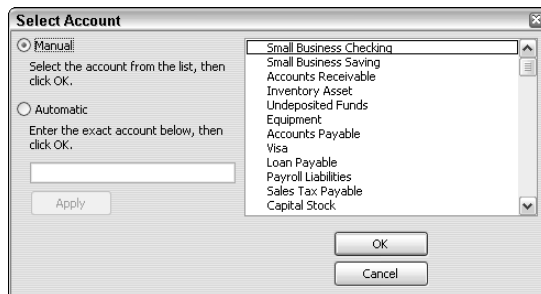 Select Account
Manual
Select the account from the list, then
click OK.
Automatic
Enter the exact account below, then
click OK.
Apply
Small Business Checking
Small Business Saving
Accounts Receivable
Inventory Asset
Undeposited Funds
Equipment
Accounts Payable
Visa
Loan Payable
Payroll Liabilities
Sales Tax Payable
Capital Stock
OK
Cancel